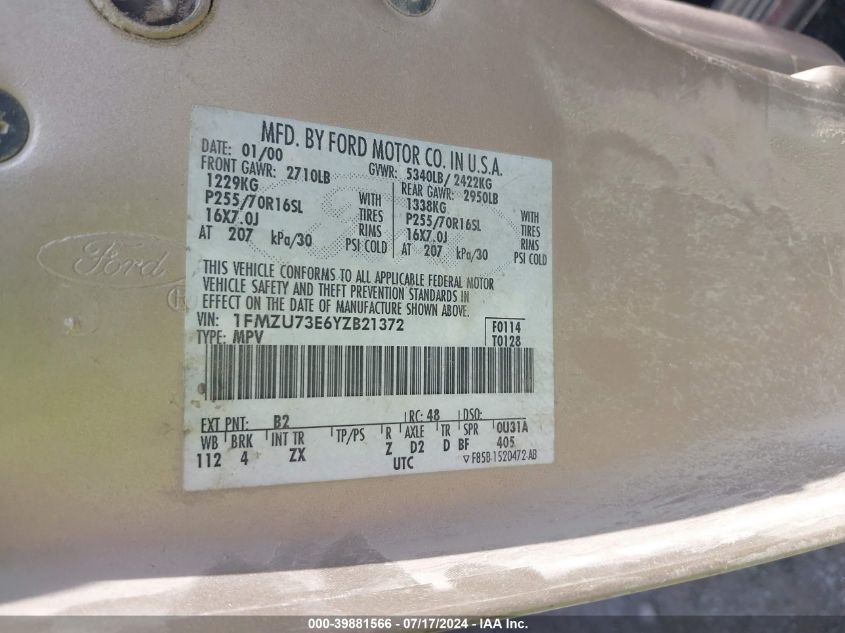 MFD. BY FORD MOTOR CO. IN U.S.A.
DATE: 01/00 GVWR: 5340LB/ 2422KG
FRONT GAWR: 2710LB REAR GAWR: 2950LB
1229KG WITH 1338KG WITH
P255/70R16SL TIRES P255/70R16SL TIRES
16X7.0J RIMS 16X7.0J RIMS
AT 207 kPa/30 PSI COLD AT 207 kPa/30 PSI COLD
THIS VEHICLE CONFORMS TO ALL APPLICABLE FEDERAL MOTOR
VEHICLE SAFETY AND THEFT PREVENTION STANDARDS IN
EFFECT ON THE DATE OF MANUFACTURE SHOWN ABOVE.
VIN: 1FMZU73E6YZB21372 F0114
TYPE: MPV T0128
EXT PNT: B2 RC: 48 DSO:
WB BRK INT TR TP/PS R AXLE TR SPR 0U31A
112 4 ZX Z D2 D BF 405
UTC F85B-1520472-AB
Ford
000-39881566 - 07/17/2024 - IAA Inc.